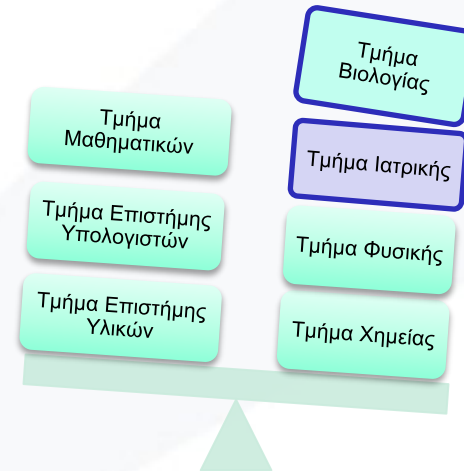 Τμήμα
Μαθηματικών
Τμήμα Επιστήμης
Υπολογιστών
Τμήμα Επιστήμης
Υλικών
Τμήμα
Βιολογίας
Τμήμα Ιατρικής
Τμήμα Φυσικής
Τμήμα Χημείας